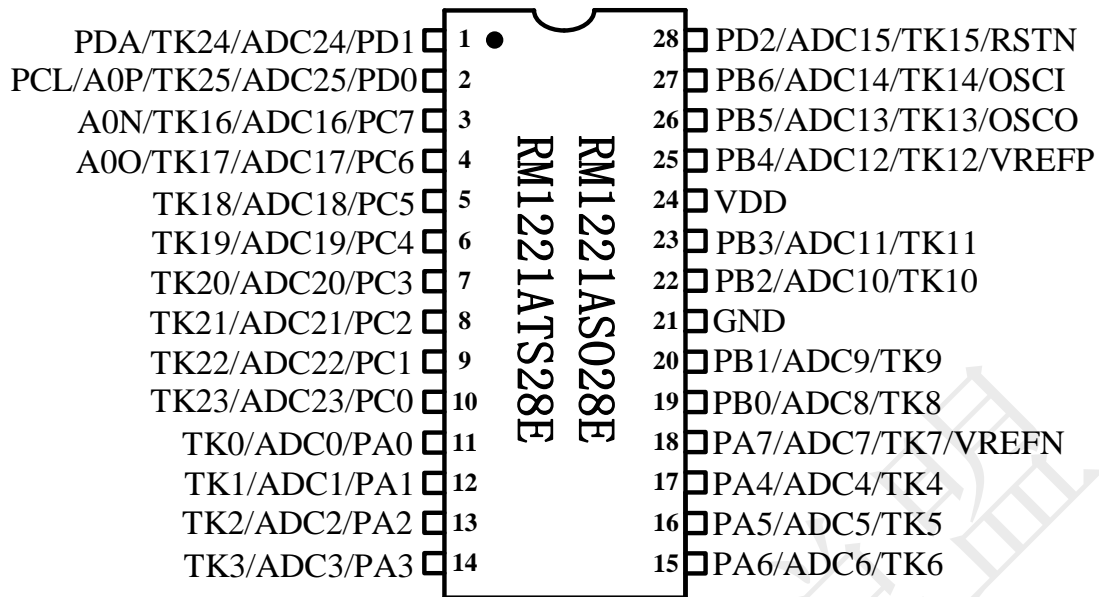 PDA/TK24/ADC24/PD1 1 28 PD2/ADC15/TK15/RSTN
PCL/A0P/TK25/ADC25/PD0 2 27 PB6/ADC14/TK14/OSCI
A0N/TK16/ADC16/PC7 3 26 PB5/ADC13/TK13/OSCO
A0O/TK17/ADC17/PC6 4 25 PB4/ADC12/TK12/VREFP
TK18/ADC18/PC5 5 24 VDD
TK19/ADC19/PC4 6 23 PB3/ADC11/TK11
TK20/ADC20/PC3 7 22 PB2/ADC10/TK10
TK21/ADC21/PC2 8 21 GND
TK22/ADC22/PC1 9 20 PB1/ADC9/TK9
TK23/ADC23/PC0 10 19 PB0/ADC8/TK8
TK0/ADC0/PA0 11 18 PA7/ADC7/TK7/VREFN
TK1/ADC1/PA1 12 17 PA4/ADC4/TK4
TK2/ADC2/PA2 13 16 PA5/ADC5/TK5
TK3/ADC3/PA3 14 15 PA6/ADC6/TK6
RM1221ASO28E
RM1221ATS28E